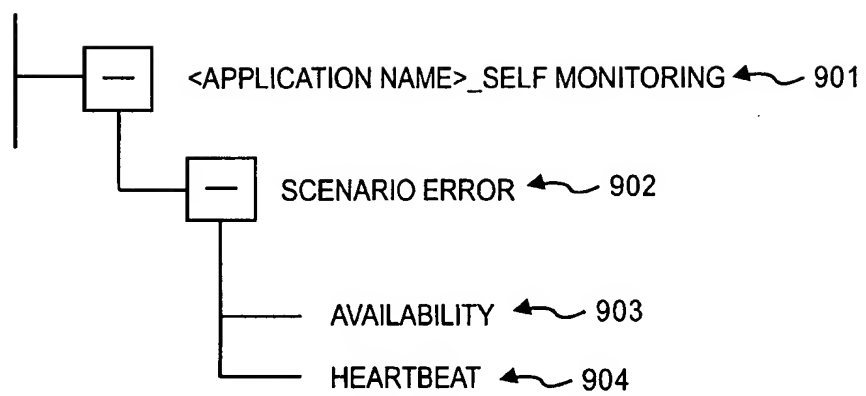 <APPLICATION NAME>_SELF MONITORING 901
SCENARIO ERROR 902
AVAILABILITY 903
HEARTBEAT 904